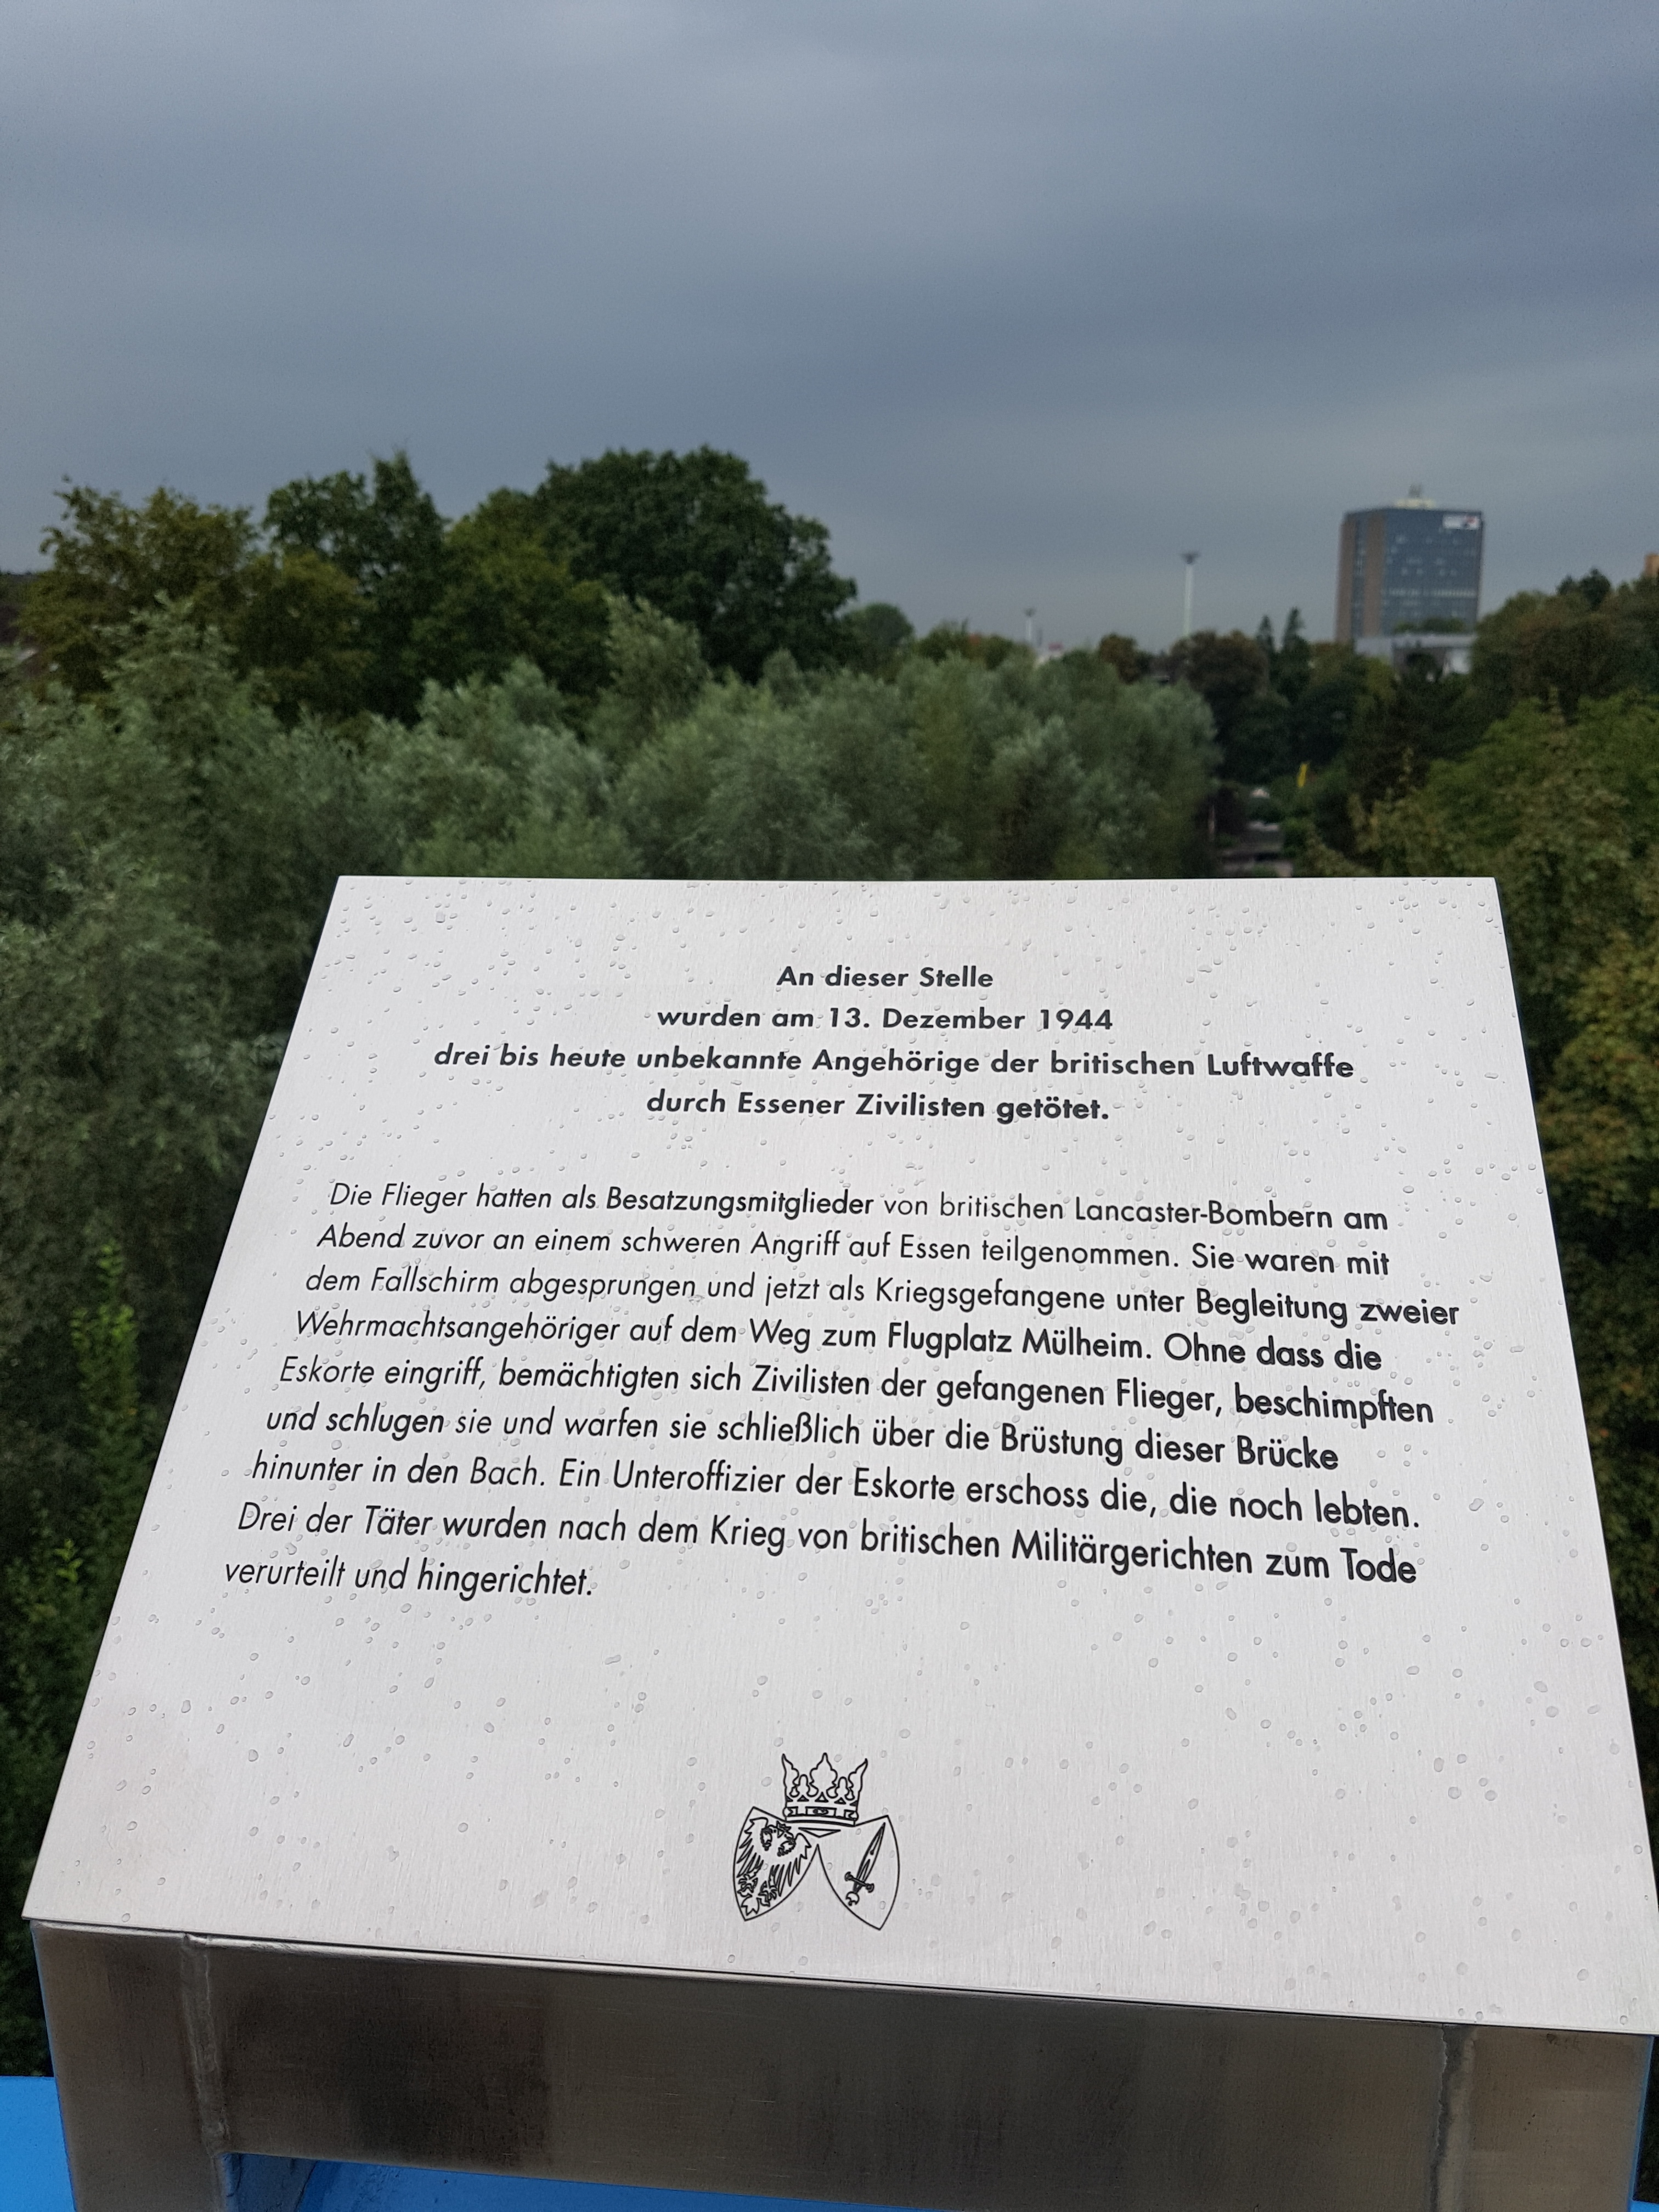 An dieser Stelle
wurden am 13. Dezember 1944
drei bis heute unbekannte Angehörige der britischen Luftwaffe
durch Essener Zivilisten getötet.
Die Flieger hatten als Besatzungsmitglieder von britischen Lancaster-Bombern am
Abend zuvor an einem schweren Angriff auf Essen teilgenommen. Sie waren mit
dem Fallschirm abgesprungen und jetzt als Kriegsgefangene unter Begleitung zweier
Wehrmachtsangehöriger auf dem Weg zum Flugplatz Mülheim. Ohne dass die
Eskorte eingriff, bemächtigten sich Zivilisten der gefangenen Flieger, beschimpften
und schlugen sie und warfen sie schließlich über die Brüstung dieser Brücke
hinunter in den Bach. Ein Unteroffizier der Eskorte erschoss die, die noch lebten.
Drei der Täter wurden nach dem Krieg von britischen Militärgerichten zum Tode
verurteilt und hingerichtet.